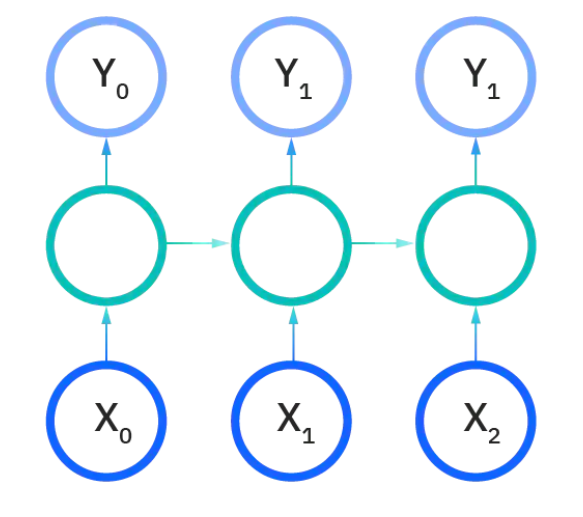 Y₀ Y₁ Y₁
X₀ X₁ X₂